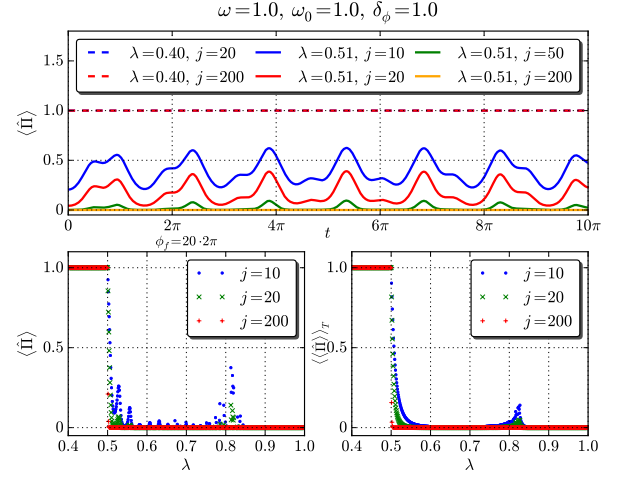 ω=1.0, ω₀=1.0, δ_ϕ=1.0
λ=0.40, j=20 λ=0.51, j=10 λ=0.51, j=50
λ=0.40, j=200 λ=0.51, j=20 λ=0.51, j=200
⟨Π̂⟩
1.5
1.0
0.5
0
0 2π 4π 6π 8π 10π
t
ϕ_f=20·2π
⟨Π̂⟩
1.0
0.5
0
j=10
j=20
j=200
0.4 0.5 0.6 0.7 0.8 0.9 1.0
λ
⟨⟨Π̂⟩⟩_T
1.0
0.5
0
j=10
j=20
j=200
0.4 0.5 0.6 0.7 0.8 0.9 1.0
λ